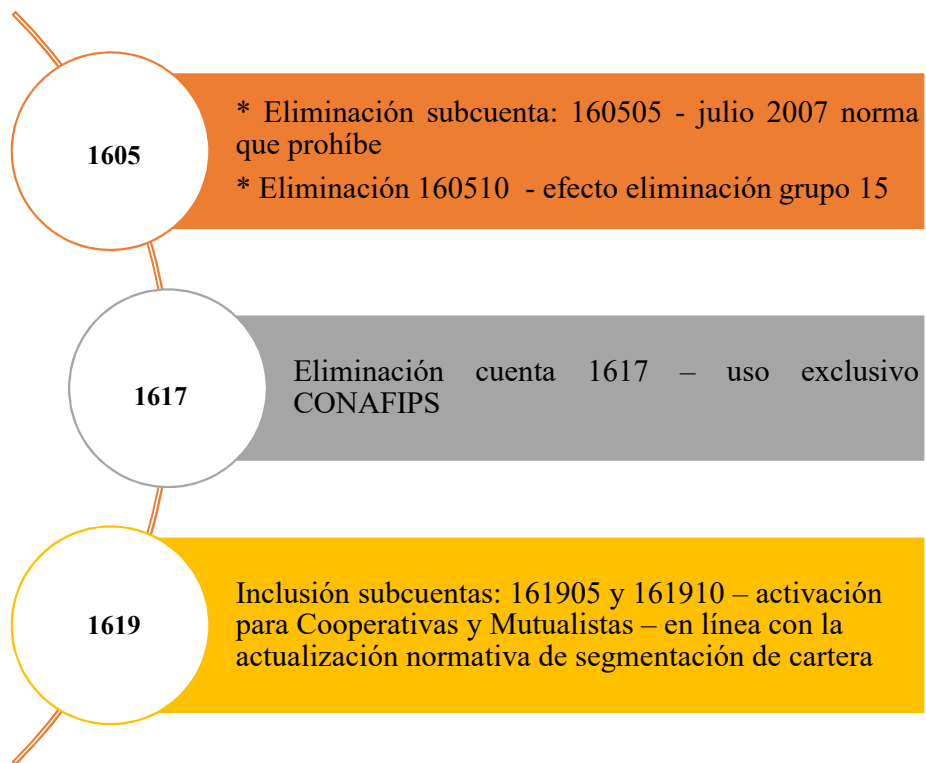 1605
* Eliminación subcuenta: 160505 - julio 2007 norma
que prohíbe
* Eliminación 160510 - efecto eliminación grupo 15
1617
Eliminación cuenta 1617 – uso exclusivo
CONAFIPS
1619
Inclusión subcuentas: 161905 y 161910 – activación
para Cooperativas y Mutualistas – en línea con la
actualización normativa de segmentación de cartera